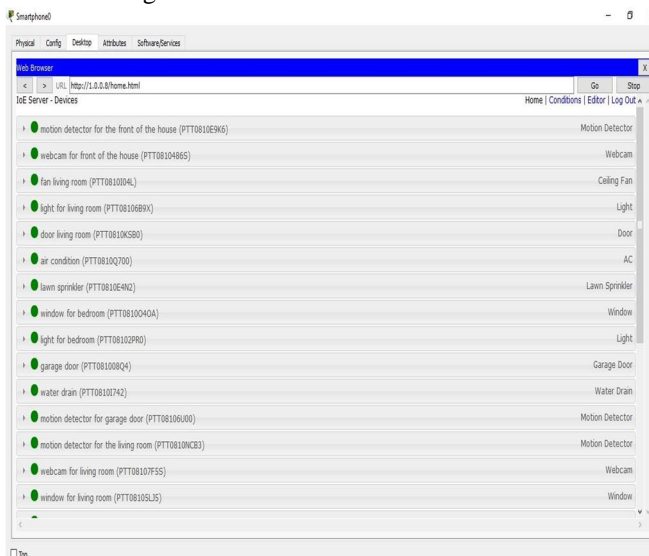 Smartphone0
Physical Config Desktop Attributes Software/Services
Web Browser X
< > URL http://1.0.0.8/home.html Go Stop
IoE Server - Devices Home | Conditions | Editor | Log Out
motion detector for the front of the house (PTT0810E9K6) Motion Detector
webcam for front of the house (PTT0810486S) Webcam
fan living room (PTT0810I04L) Ceiling Fan
light for living room (PTT08106B9X) Light
door living room (PTT0810KSB0) Door
air condition (PTT0810Q700) AC
lawn sprinkler (PTT0810E4N2) Lawn Sprinkler
window for bedroom (PTT0810O4OA) Window
light for bedroom (PTT08102PR0) Light
garage door (PTT081008Q4) Garage Door
water drain (PTT0810I742) Water Drain
motion detector for garage door (PTT08106U00) Motion Detector
motion detector for the living room (PTT0810NCB3) Motion Detector
webcam for living room (PTT08107F5S) Webcam
window for living room (PTT08105LJ5) Window
Top